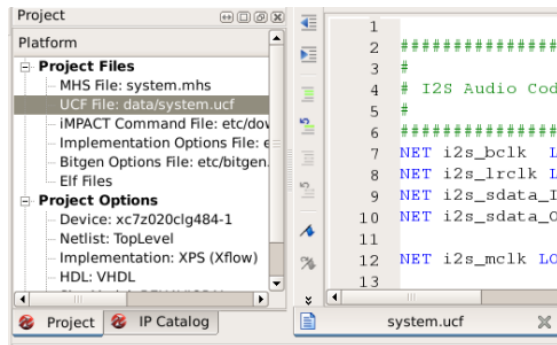 Project
Platform
Project Files
MHS File: system.mhs
UCF File: data/system.ucf
iMPACT Command File: etc/dow
Implementation Options File: e
Bitgen Options File: etc/bitgen.
Elf Files
Project Options
Device: xc7z020clg484-1
Netlist: TopLevel
Implementation: XPS (Xflow)
HDL: VHDL
Project
IP Catalog
1
2 ###############
3 #
4 # I2S Audio Cod
5 #
6 ###############
7 NET i2s_bclk L
8 NET i2s_lrclk L
9 NET i2s_sdata_I
10 NET i2s_sdata_O
11
12 NET i2s_mclk LO
13
system.ucf